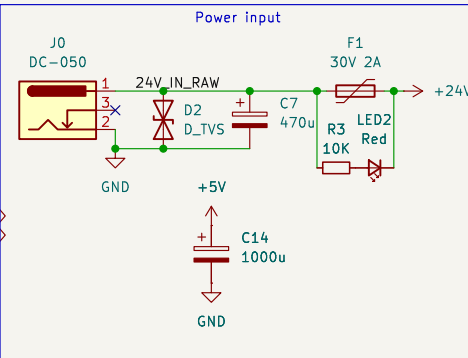 Power input
J0
DC-050
F1
30V 2A
1
24V_IN_RAW
+24V
3
2
+
C7
470u
D2
D_TVS
R3
10K
LED2
Red
GND
+5V
+
C14
1000u
GND